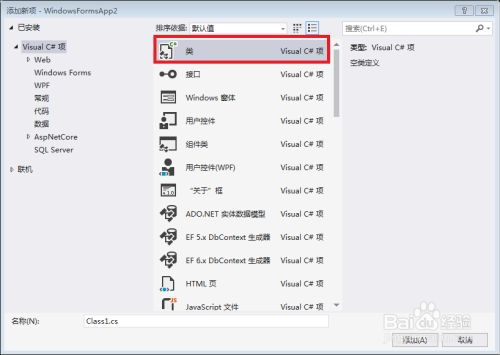 添加新项 - WindowsFormsApp2
已安装
排序依据: 默认值
搜索(Ctrl+E)
Visual C# 项
Web
Windows Forms
WPF
常规
代码
数据
AspNetCore
SQL Server
联机
类 Visual C# 项
接口 Visual C# 项
Windows 窗体 Visual C# 项
用户控件 Visual C# 项
组件类 Visual C# 项
用户控件(WPF) Visual C# 项
“关于”框 Visual C# 项
ADO.NET 实体数据模型 Visual C# 项
EF 5.x DbContext 生成器 Visual C# 项
EF 6.x DbContext 生成器 Visual C# 项
HTML 页 Visual C# 项
JavaScript 文件 Visual C# 项
类型: Visual C# 项
空类定义
名称(N): Class1.cs
添加(A) 取消
Baidu经验